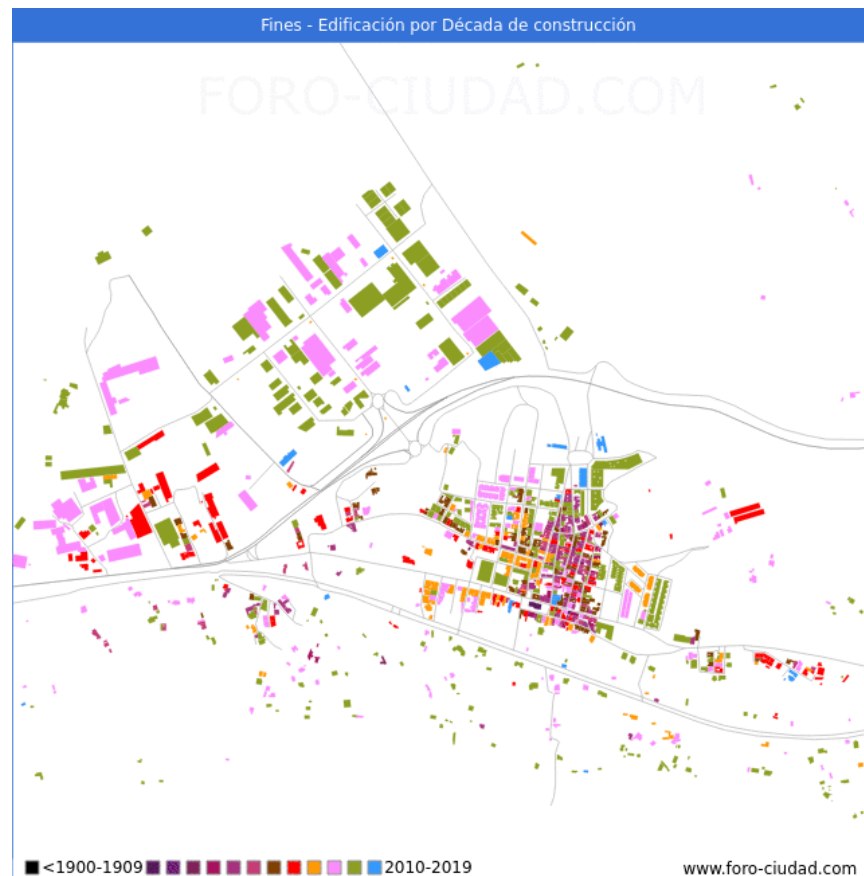 Fines - Edificación por Década de construcción
FORO-CIUDAD.COM
<1900-1909 2010-2019
www.foro-ciudad.com